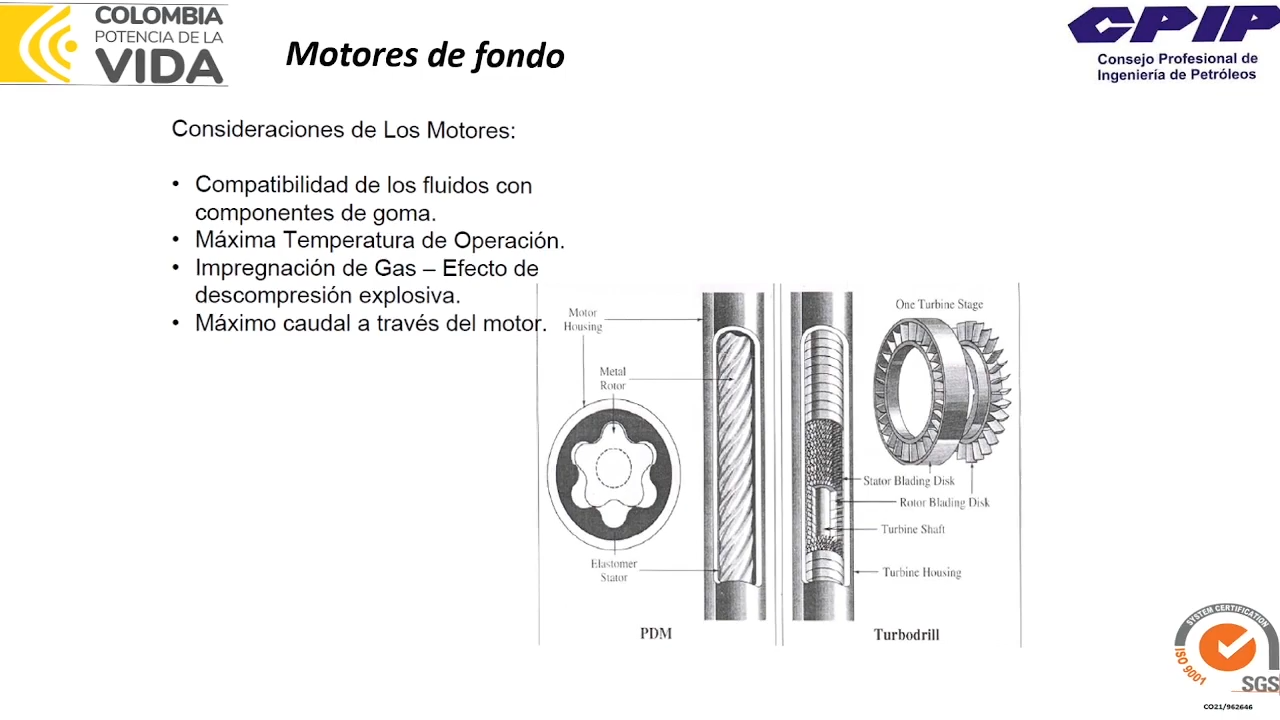 COLOMBIA
POTENCIA DE LA
VIDA
Motores de fondo
CPIP
Consejo Profesional de
Ingeniería de Petróleos
Consideraciones de Los Motores:
• Compatibilidad de los fluidos con
componentes de goma.
• Máxima Temperatura de Operación.
• Impregnación de Gas – Efecto de
descompresión explosiva.
• Máximo caudal a través del motor.
Motor
Housing
Metal
Rotor
Elastomer
Stator
PDM
One Turbine Stage
Stator Blading Disk
Rotor Blading Disk
Turbine Shaft
Turbine Housing
Turbodrill
SYSTEM CERTIFICATION
ISO 9001
SGS
CO21/962646